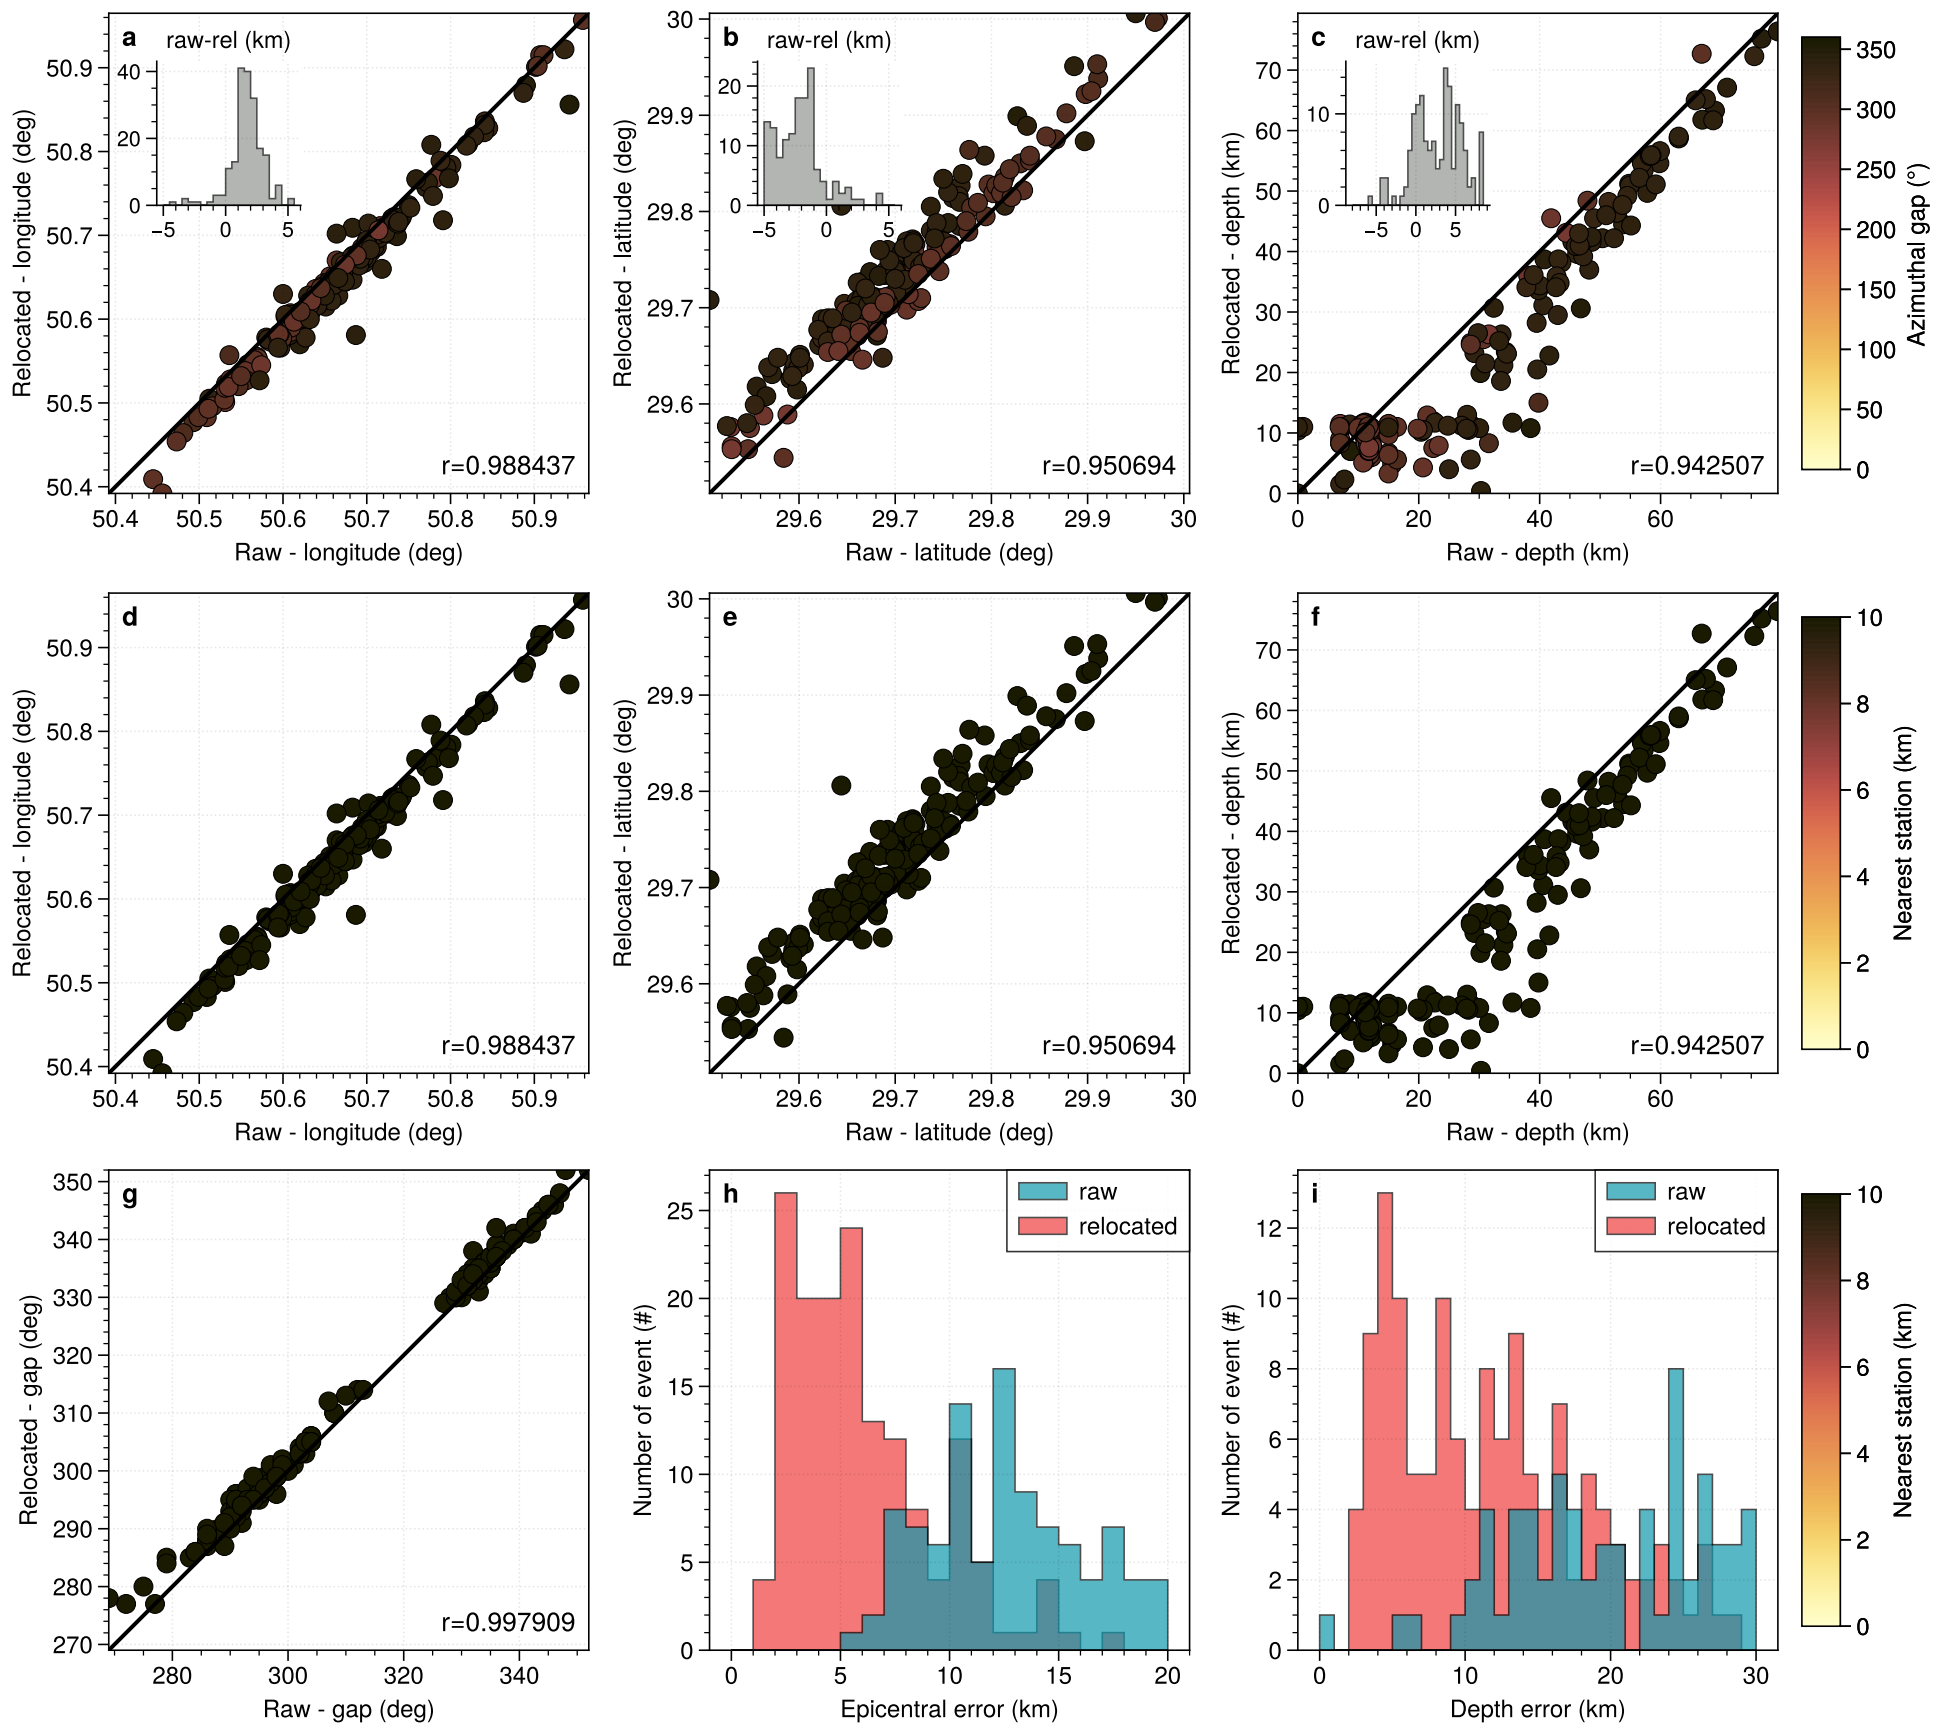 a raw-rel (km)
40
20
0
−5 0 5
50.9
50.8
50.7
50.6
50.5
50.4
Relocated - longitude (deg)
r=0.988437
50.4 50.5 50.6 50.7 50.8 50.9
Raw - longitude (deg)
b raw-rel (km)
20
10
0
−5 0 5
30
29.9
29.8
29.7
29.6
Relocated - latitude (deg)
r=0.950694
29.6 29.7 29.8 29.9 30
Raw - latitude (deg)
c raw-rel (km)
10
0
−5 0 5
70
60
50
40
30
20
10
0
Relocated - depth (km)
r=0.942507
0 20 40 60
Raw - depth (km)
350
300
250
200
150
100
50
0
Azimuthal gap (°)
d
50.9
50.8
50.7
50.6
50.5
50.4
Relocated - longitude (deg)
r=0.988437
50.4 50.5 50.6 50.7 50.8 50.9
Raw - longitude (deg)
e
30
29.9
29.8
29.7
29.6
Relocated - latitude (deg)
r=0.950694
29.6 29.7 29.8 29.9 30
Raw - latitude (deg)
f
70
60
50
40
30
20
10
0
Relocated - depth (km)
r=0.942507
0 20 40 60
Raw - depth (km)
10
8
6
4
2
0
Nearest station (km)
g
350
340
330
320
310
300
290
280
270
Relocated - gap (deg)
r=0.997909
280 300 320 340
Raw - gap (deg)
h
raw
relocated
25
20
15
10
5
0
Number of event (#)
0 5 10 15 20
Epicentral error (km)
i
raw
relocated
12
10
8
6
4
2
0
Number of event (#)
0 10 20 30
Depth error (km)
10
8
6
4
2
0
Nearest station (km)